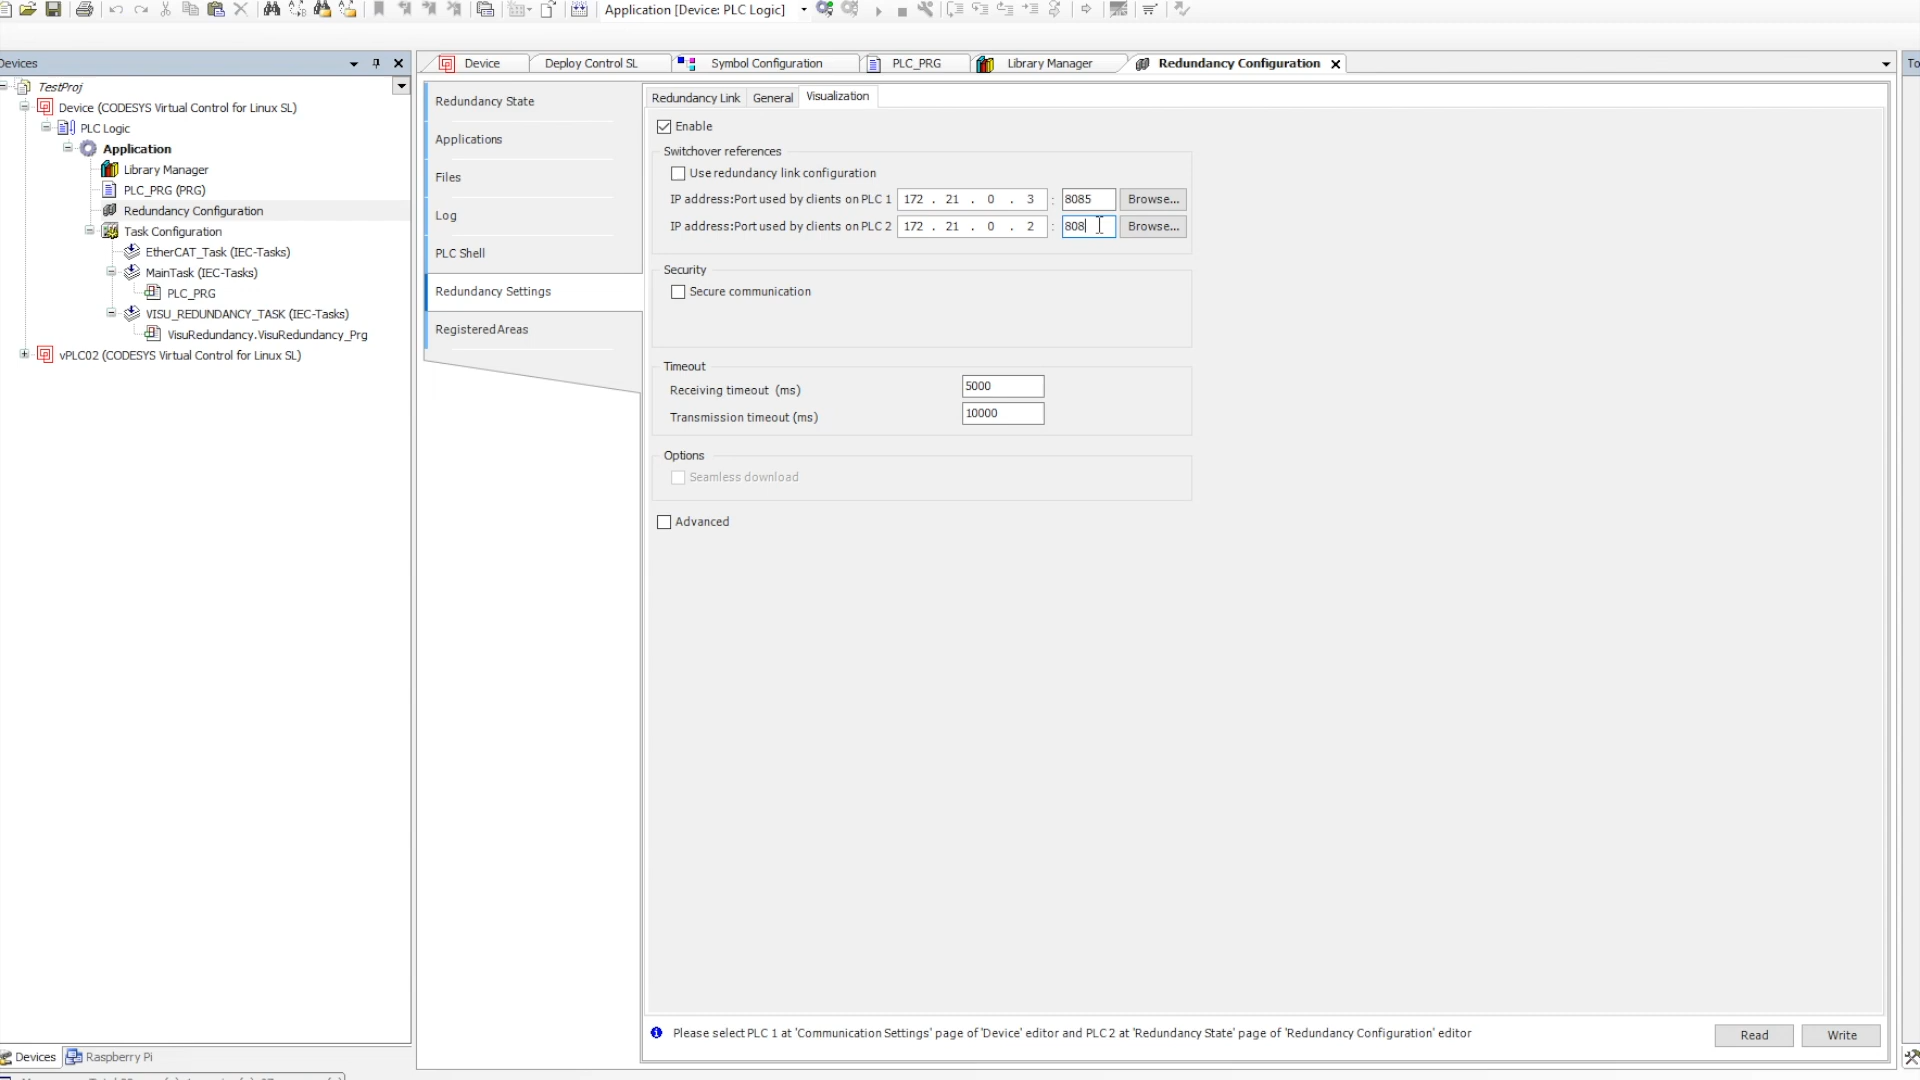 Application [Device: PLC Logic]
Devices
TestProj
Device (CODESYS Virtual Control for Linux SL)
PLC Logic
Application
Library Manager
PLC_PRG (PRG)
Redundancy Configuration
Task Configuration
EtherCAT_Task (IEC-Tasks)
MainTask (IEC-Tasks)
PLC_PRG
VISU_REDUNDANCY_TASK (IEC-Tasks)
VisuRedundancy.VisuRedundancy_Prg
vPLC02 (CODESYS Virtual Control for Linux SL)
Devices
Raspberry Pi
Device
Deploy Control SL
Symbol Configuration
PLC_PRG
Library Manager
Redundancy Configuration
To
Redundancy State
Applications
Files
Log
PLC Shell
Redundancy Settings
Registered Areas
Redundancy Link
General
Visualization
Enable
Switchover references
Use redundancy link configuration
IP address:Port used by clients on PLC 1 172 . 21 . 0 . 3 : 8085 Browse...
IP address:Port used by clients on PLC 2 172 . 21 . 0 . 2 : 808 Browse...
Security
Secure communication
Timeout
Receiving timeout (ms) 5000
Transmission timeout (ms) 10000
Options
Seamless download
Advanced
Please select PLC 1 at 'Communication Settings' page of 'Device' editor and PLC 2 at 'Redundancy State' page of 'Redundancy Configuration' editor
Read
Write